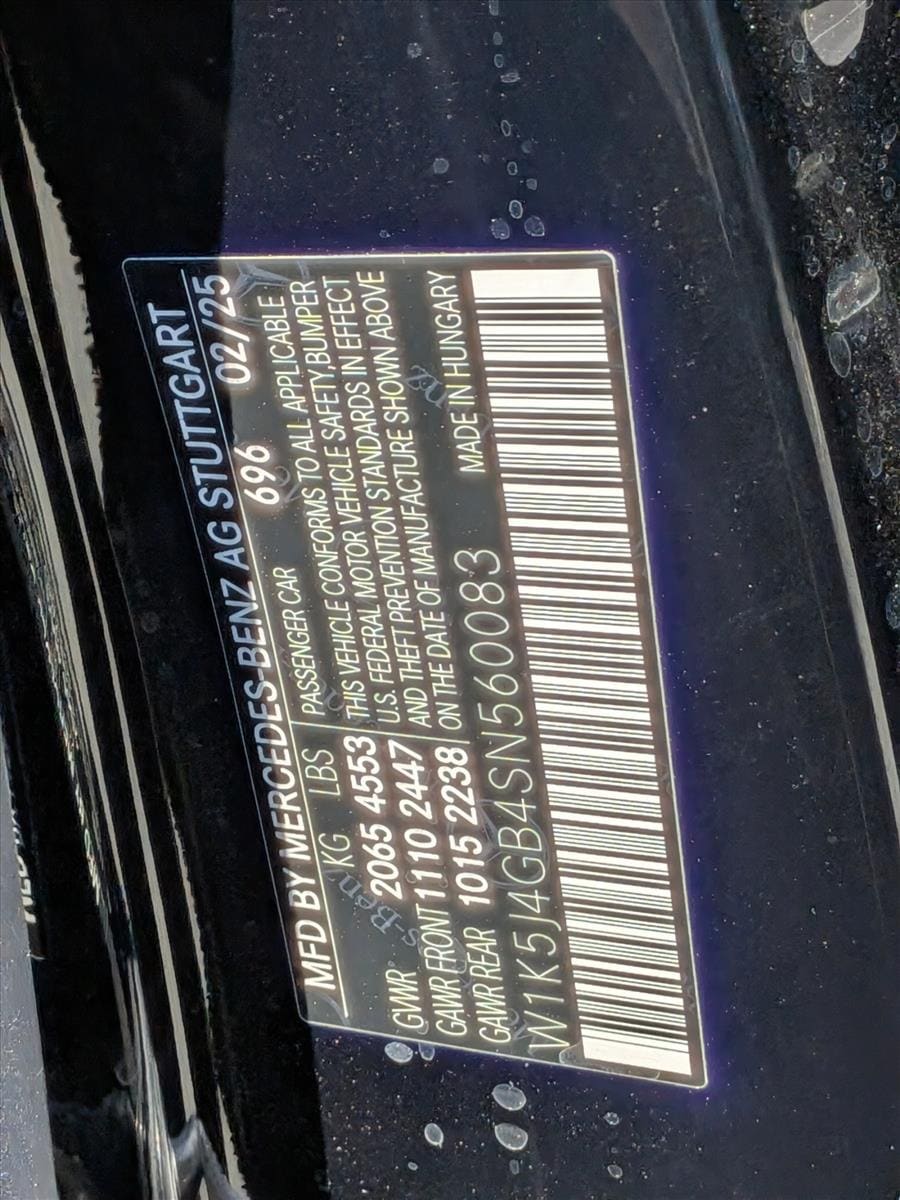 MFD BY MERCEDES-BENZ AG STUTTGART
KG LBS 696 02/25
GVWR 2065 4553
GAWR FRONT 1110 2447
GAWR REAR 1015 2238
PASSENGER CAR
THIS VEHICLE CONFORMS TO ALL APPLICABLE
U.S. FEDERAL MOTOR VEHICLE SAFETY, BUMPER
AND THEFT PREVENTION STANDARDS IN EFFECT
ON THE DATE OF MANUFACTURE SHOWN ABOVE
W1K5J4GB4SN560083 MADE IN HUNGARY